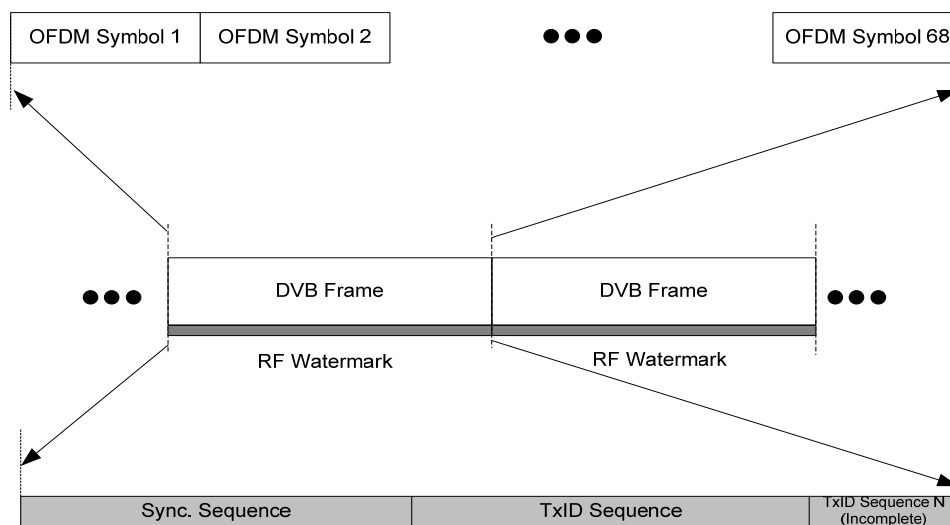 OFDM Symbol 1 OFDM Symbol 2 OFDM Symbol 68
DVB Frame DVB Frame
RF Watermark RF Watermark
Sync. Sequence TxID Sequence TxID Sequence N
(Incomplete)